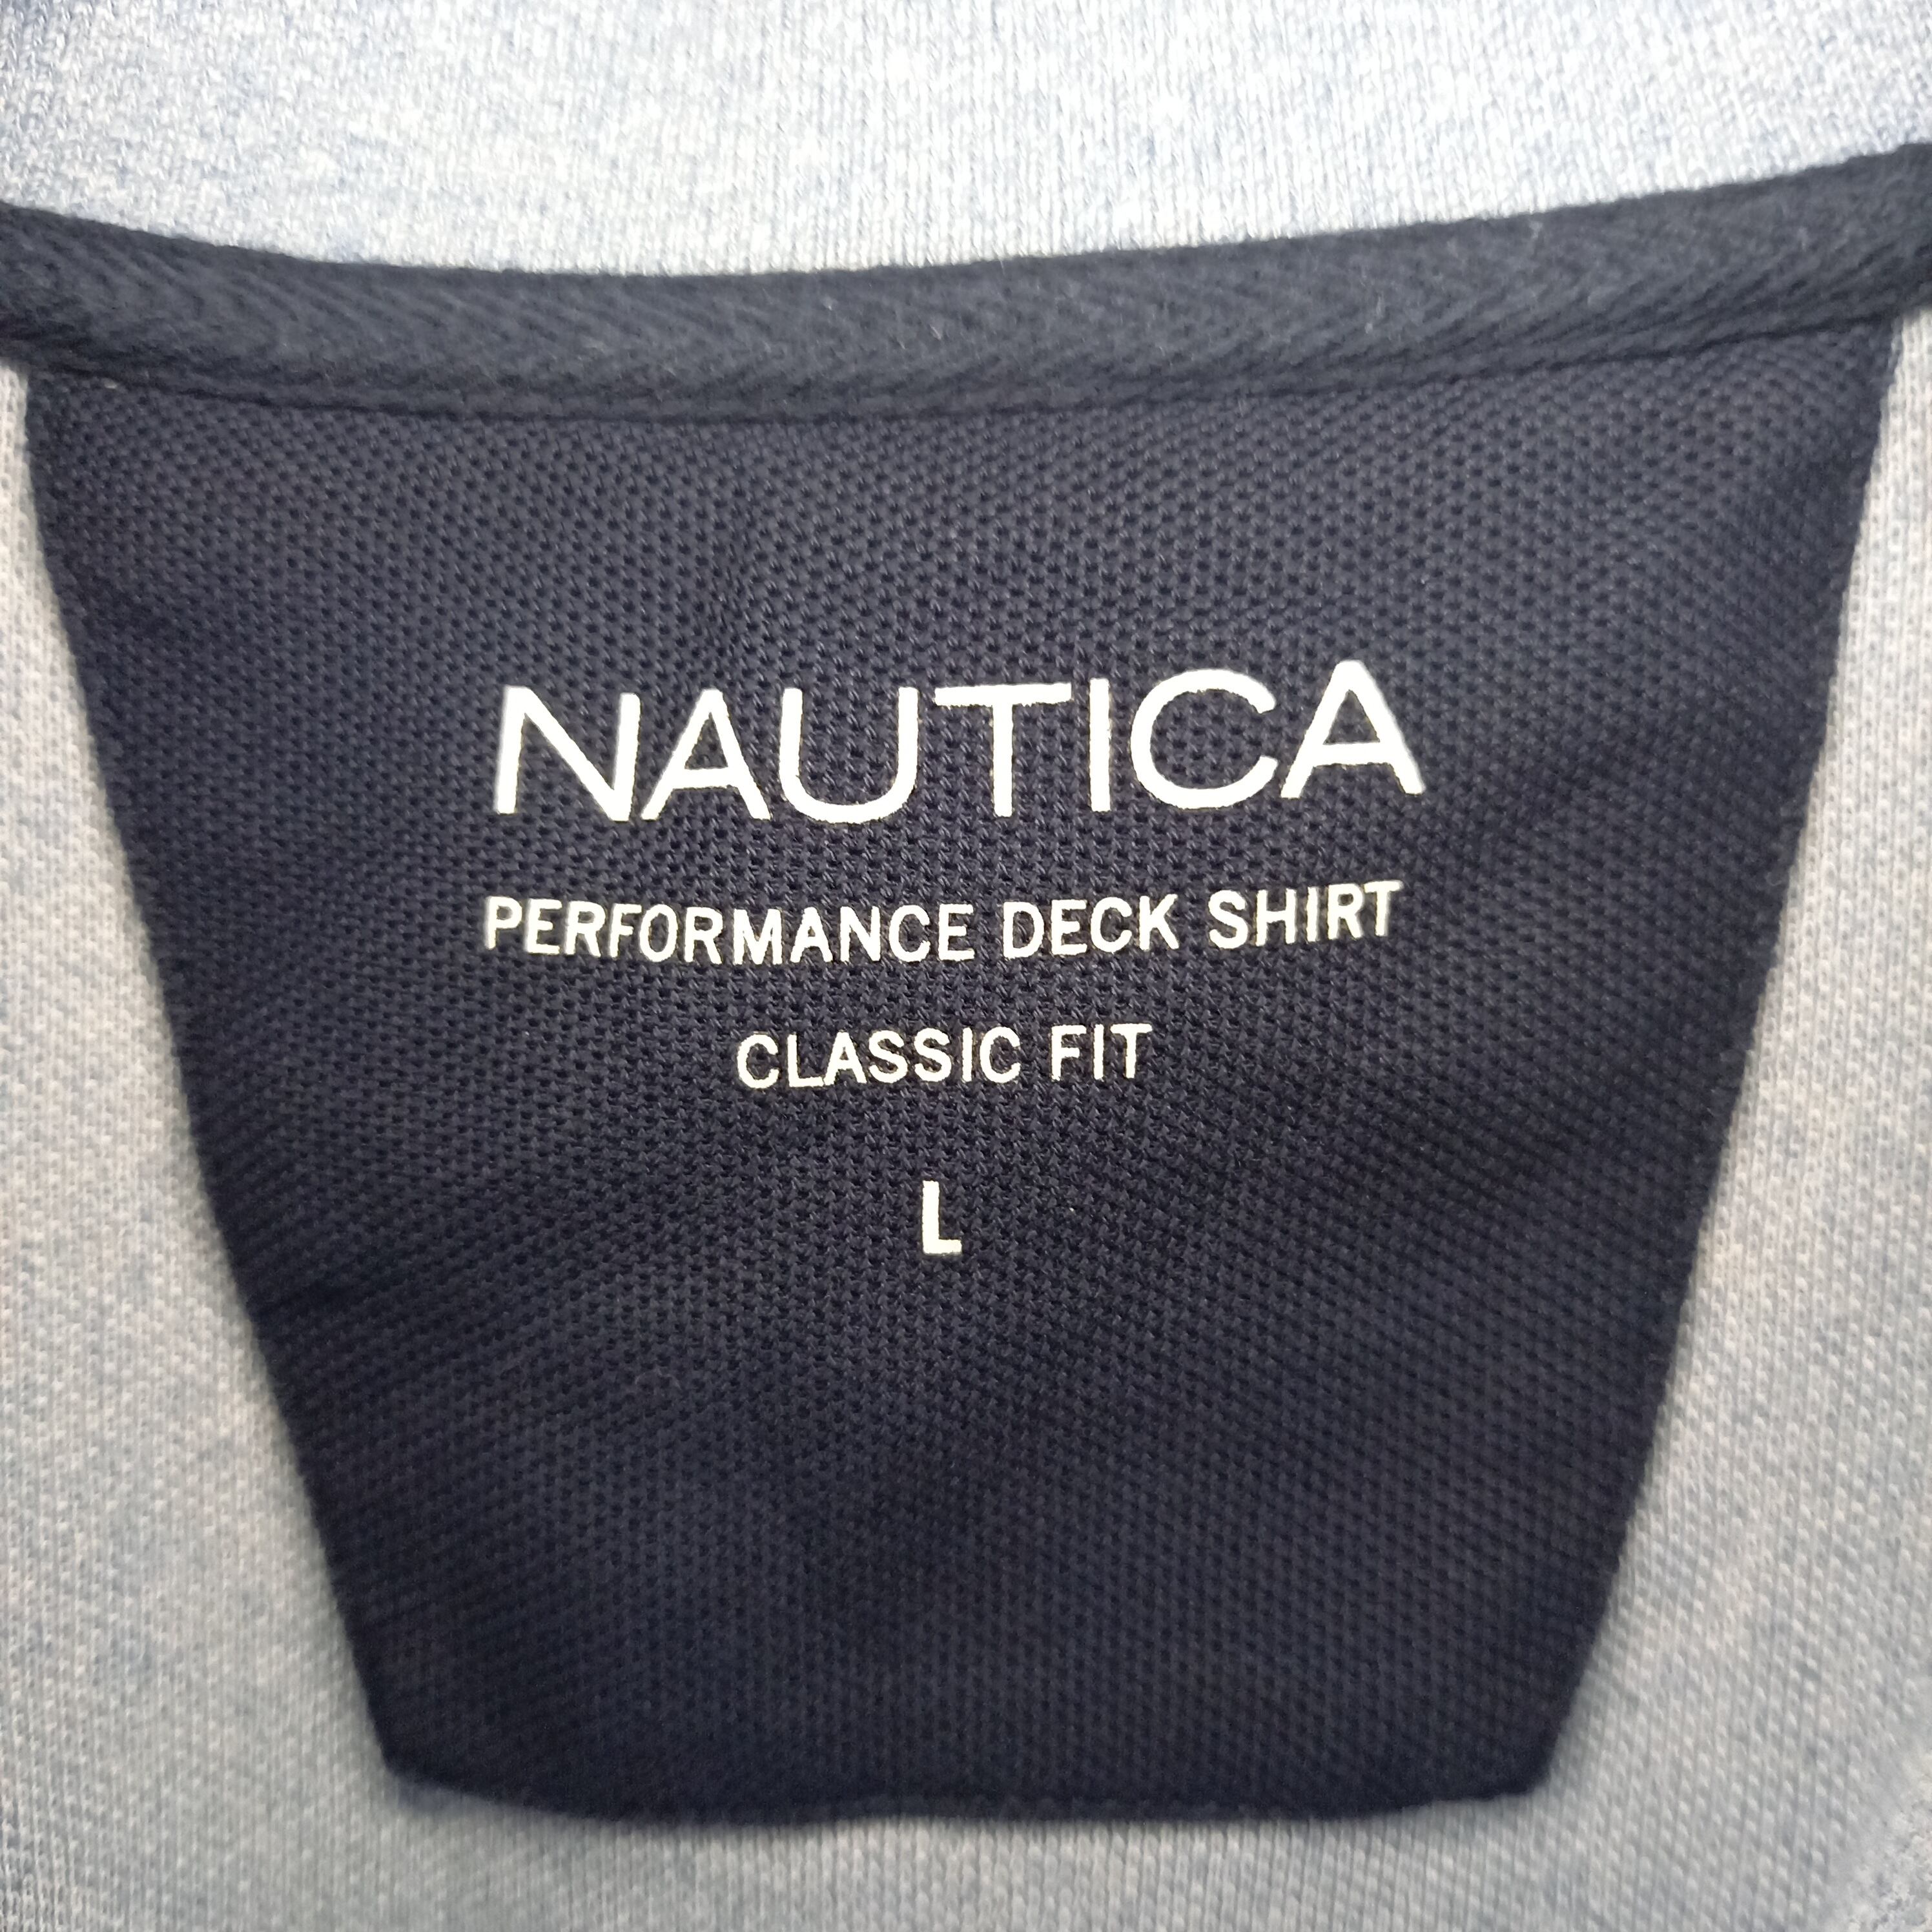 NAUTICA
PERFORMANCE DECK SHIRT
CLASSIC FIT
L